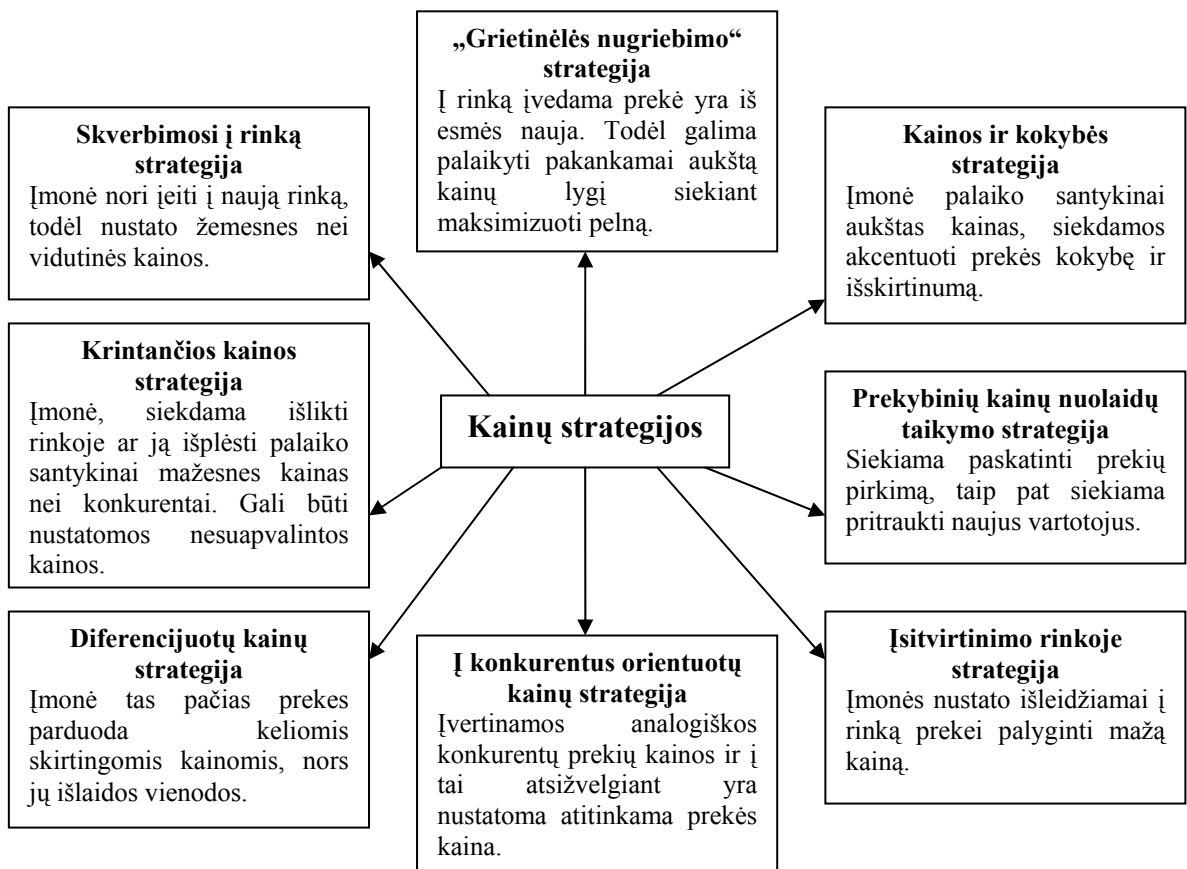 „Grietinėlės nugriebimo“
strategija
Į rinką įvedama prekė yra iš
esmės nauja. Todėl galima
palaikyti pakankamai aukštą
kainų lygį siekiant
maksimizuoti pelną.
Skverbimosi į rinką
strategija
Įmonė nori įeiti į naują rinką,
todėl nustato žemesnes nei
vidutinės kainos.
Kainos ir kokybės
strategija
Įmonė palaiko santykinai
aukštas kainas, siekdamos
akcentuoti prekės kokybę ir
išskirtinumą.
Krintančios kainos
strategija
Įmonė, siekdama išlikti
rinkoje ar ją išplėsti palaiko
santykinai mažesnes kainas
nei konkurentai. Gali būti
nustatomos nesuapvalintos
kainos.
Kainų strategijos
Prekybinių kainų nuolaidų
taikymo strategija
Siekiama paskatinti prekių
pirkimą, taip pat siekiama
pritraukti naujus vartotojus.
Diferencijuotų kainų
strategija
Įmonė tas pačias prekes
parduoda keliomis
skirtingomis kainomis, nors
jų išlaidos vienodos.
Į konkurentus orientuotų
kainų strategija
Įvertinamos analogiškos
konkurentų prekių kainos ir į
tai atsižvelgiant yra
nustatoma atitinkama prekės
kaina.
Įsitvirtinimo rinkoje
strategija
Įmonės nustato išleidžiamai į
rinką prekei palyginti mažą
kainą.